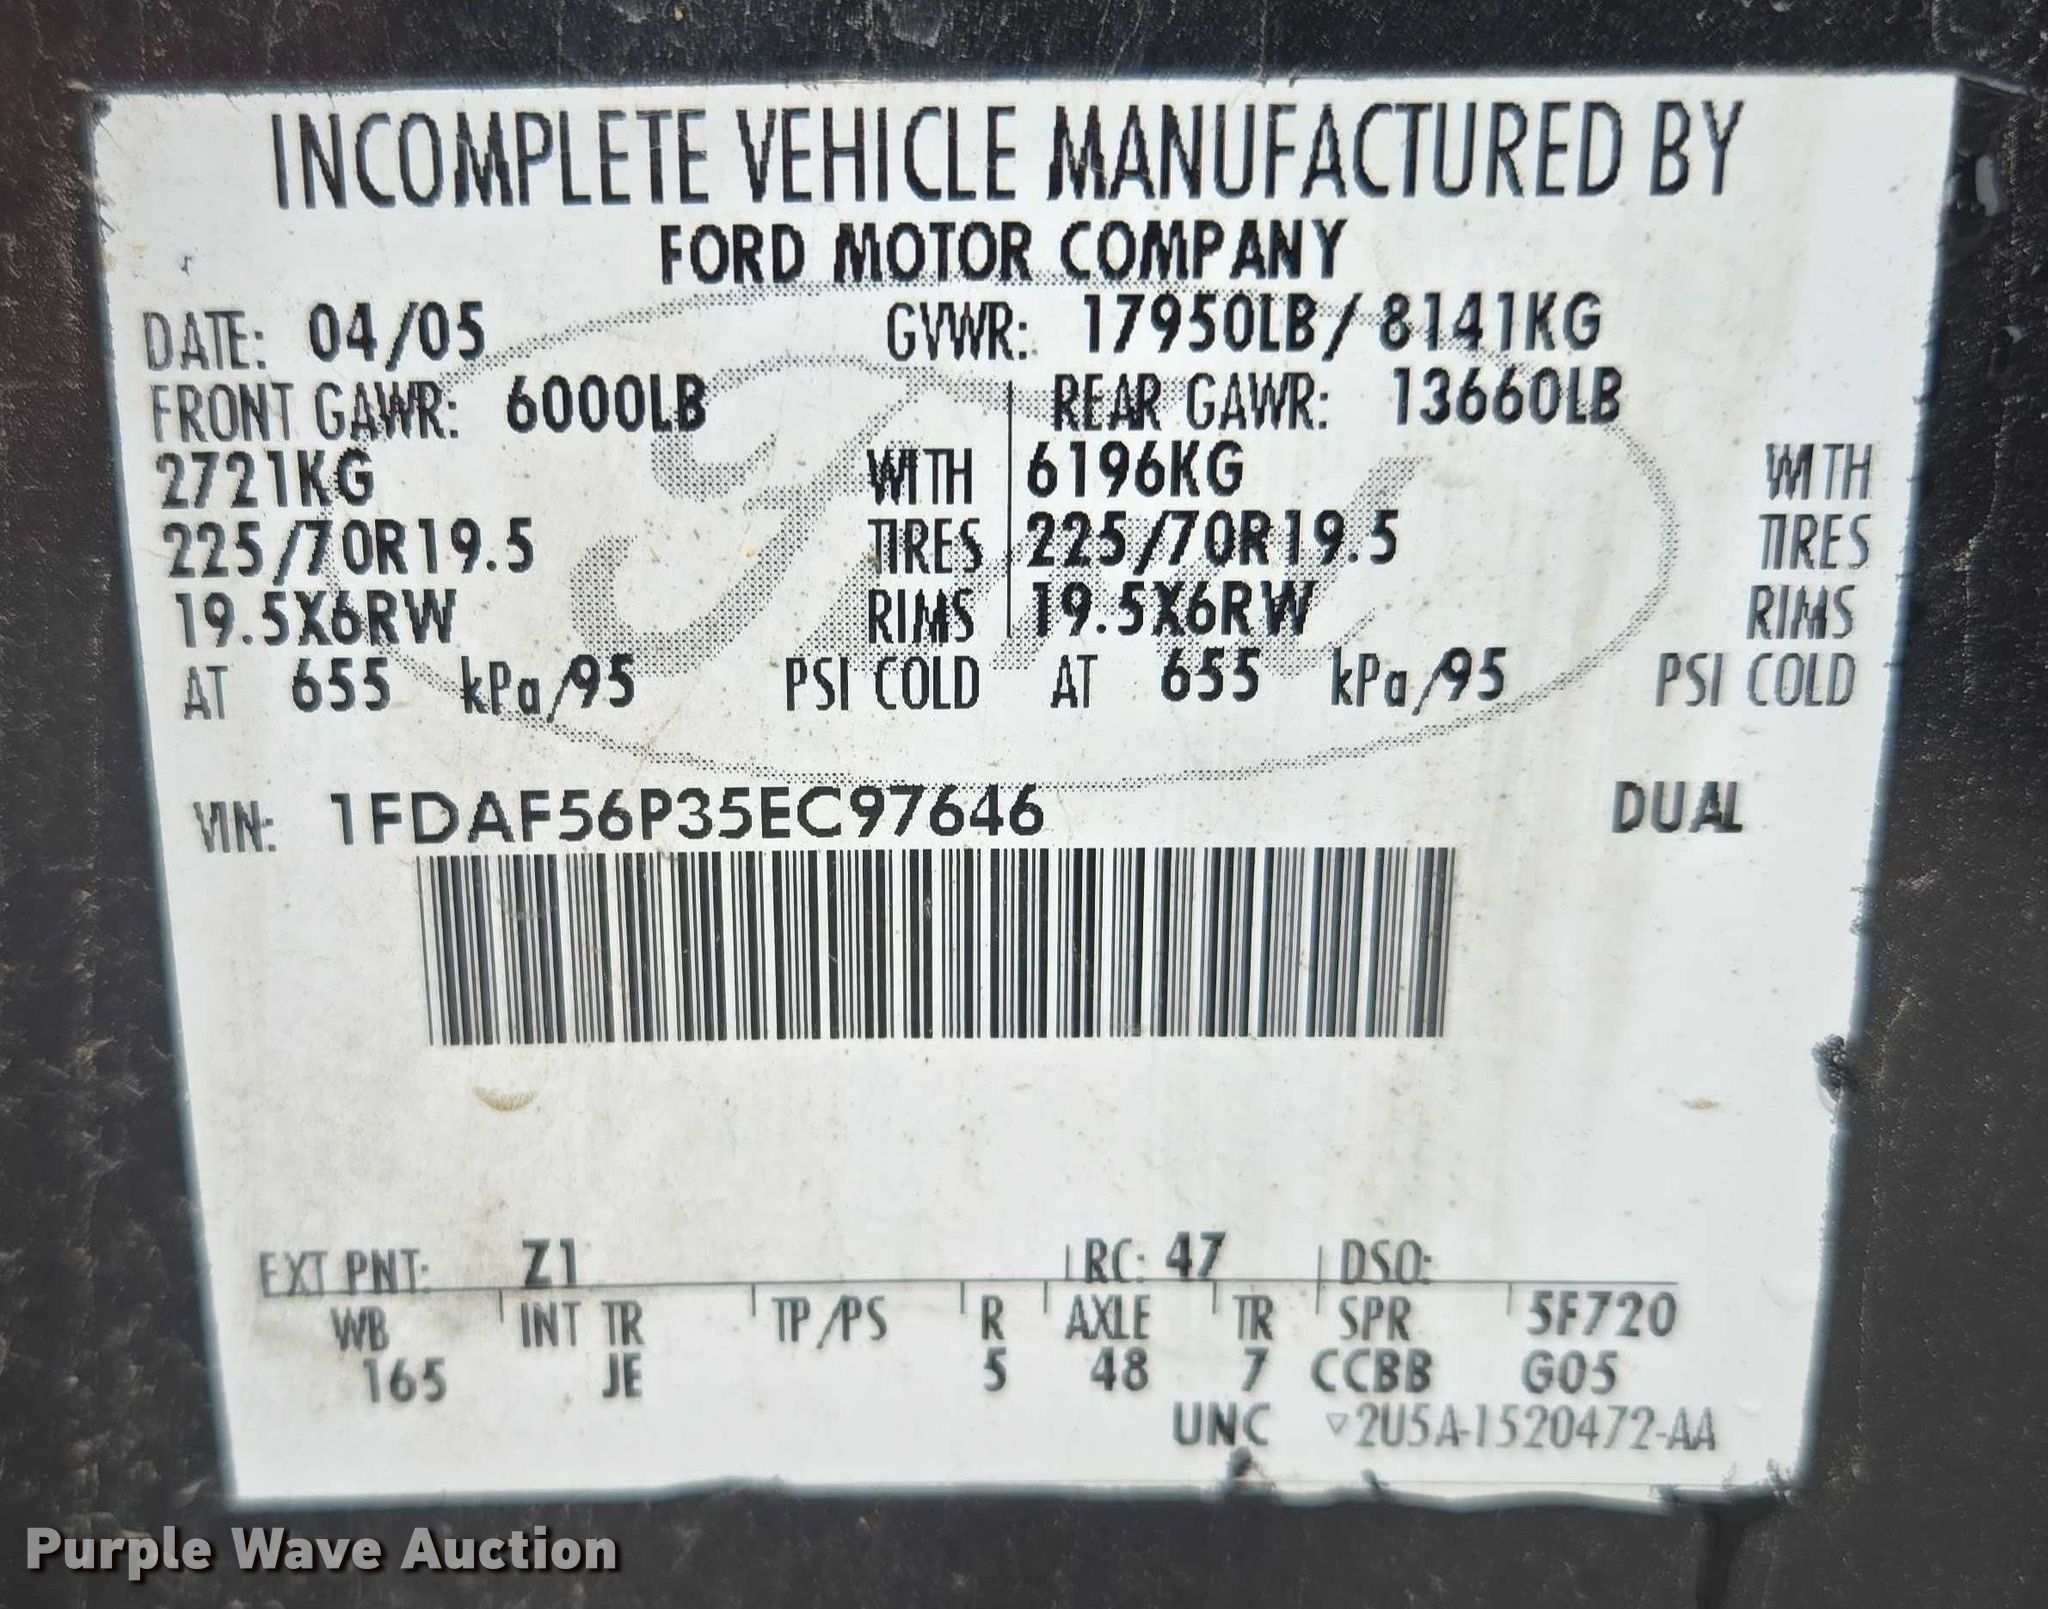 INCOMPLETE VEHICLE MANUFACTURED BY
FORD MOTOR COMPANY
DATE: 04/05 GVWR: 17950LB/ 8141KG
FRONT GAWR: 6000LB REAR GAWR: 13660LB
2721KG WITH 6196KG WITH
225/70R19.5 TIRES 225/70R19.5 TIRES
19.5X6RW RIMS 19.5X6RW RIMS
AT 655 kPa/95 PSI COLD AT 655 kPa/95 PSI COLD
VIN: 1FDAF56P35EC97646 DUAL
EXT PNT: Z1 RC: 47 DSO:
WB INT TR TP/PS R AXLE TR SPR 5F720
165 JE 5 48 7 CCBB G05
UNC ▽2U5A-1520472-AA
Purple Wave Auction